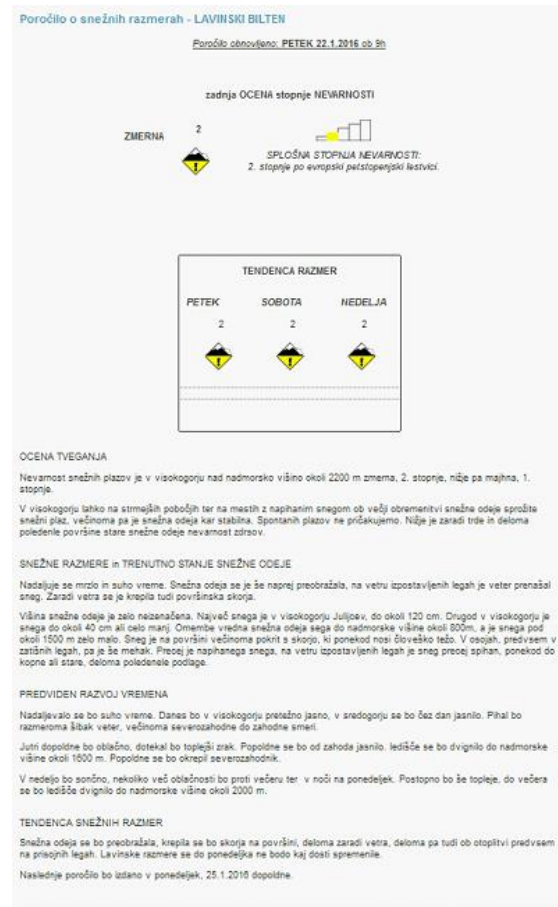 Poročilo o snežnih razmerah - LAVINSKI BILTEN
Poročilo obnovljeno: PETEK 22.1.2016 ob 9h
zadnja OCENA stopnje NEVARNOSTI
ZMERNA 2
SPLOŠNA STOPNJA NEVARNOSTI:
2. stopnje po evropski petstopenjski lestvici.
TENDENCA RAZMER
PETEK SOBOTA NEDELJA
2 2 2
OCENA TVEGANJA
Nevarnost snežnih plazov je v visokogorju nad nadmorsko višino okoli 2200 m zmerna, 2. stopnje, nižje pa majhna, 1.
stopnje.
V visokogorju lahko na strmejših pobočjih ter na mestih z napihanim snegom ob večji obremenitvi snežne odeje sprožite
snežni plaz, večinoma pa je snežna odeja kar stabilna. Spontanih plazov ne pričakujemo. Nižje je zaradi trde in deloma
poledenele površine stare snežne odeje nevarnost zdrsov.
SNEŽNE RAZMERE in TRENUTNO STANJE SNEŽNE ODEJE
Nadaljuje se mrzlo in suho vreme. Snežna odeja se je še naprej preobražala, na vetru izpostavljenih legah je veter prenašal
sneg. Zaradi vetra se je krepila tudi površinska skorja.
Višina snežne odeje je zelo neizenačena. Največ snega je v visokogorju Julijcev, do okoli 120 cm. Drugod v visokogorju je
snega do okoli 40 cm ali celo manj. Omembe vredna snežna odeja sega do nadmorske višine okoli 800m, a je snega pod
okoli 1500 m zelo malo. Sneg je na površini večinoma pokrit s skorjo, ki ponekod nosi človeško težo. V osojah, predvsem v
zatišnih legah, pa je še mehak. Precej je napihanega snega, na vetru izpostavljenih legah je sneg precej spihan, ponekod do
kopne ali stare, deloma poledenele podlage.
PREDVIDEN RAZVOJ VREMENA
Nadaljevalo se bo suho vreme. Danes bo v visokogorju pretežno jasno, v sredogorju se bo čez dan jasnilo. Pihal bo
razmeroma šibak veter, večinoma severozahodne do zahodne smeri.
Jutri dopoldne bo oblačno, dotekal bo toplejši zrak. Popoldne se bo od zahoda jasnilo. ledišče se bo dvignilo do nadmorske
višine okoli 1600 m. Popoldne se bo okrepil severozahodnik.
V nedeljo bo sončno, nekoliko več oblačnosti bo proti večeru ter v noči na ponedeljek. Postopno bo še topleje, do večera
se bo ledišče dvignilo do nadmorske višine okoli 2000 m.
TENDENCA SNEŽNIH RAZMER
Snežna odeja se bo preobražala, krepila se bo skorja na površini, deloma zaradi vetra, deloma pa tudi ob otoplitvi predvsem
na prisojnih legah. Lavinske razmere se do ponedeljka ne bodo kaj dosti spremenile.
Naslednje poročilo bo izdano v ponedeljek, 25.1.2016 dopoldne.